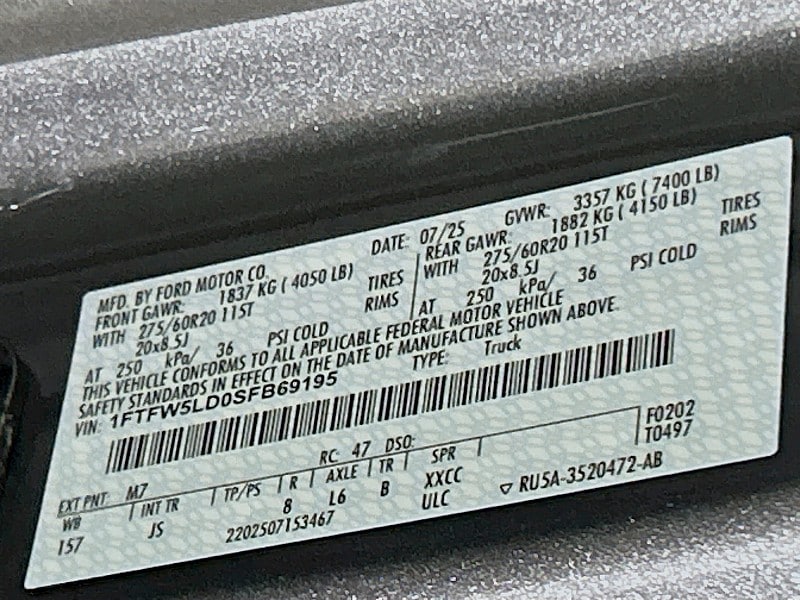 MFD. BY FORD MOTOR CO.
DATE: 07/25 GVWR: 3357 KG ( 7400 LB)
FRONT GAWR: 1837 KG ( 4050 LB)
WITH 275/60R20 115T TIRES
20x8.5J RIMS
AT 250 kPa/ 36 PSI COLD
REAR GAWR: 1882 KG ( 4150 LB)
WITH 275/60R20 115T TIRES
20x8.5J RIMS
AT 250 kPa/ 36 PSI COLD
THIS VEHICLE CONFORMS TO ALL APPLICABLE FEDERAL MOTOR VEHICLE
SAFETY STANDARDS IN EFFECT ON THE DATE OF MANUFACTURE SHOWN ABOVE.
VIN: 1FTFW5LD0SFB69195 TYPE: Truck
EXT PNT: M7 RC: 47 DSO: F0202
T0497
WB INT TR TP/PS R AXLE TR SPR
157 JS 8 L6 B XXCC
2202507153467 ULC
▽ RU5A-3520472-AB